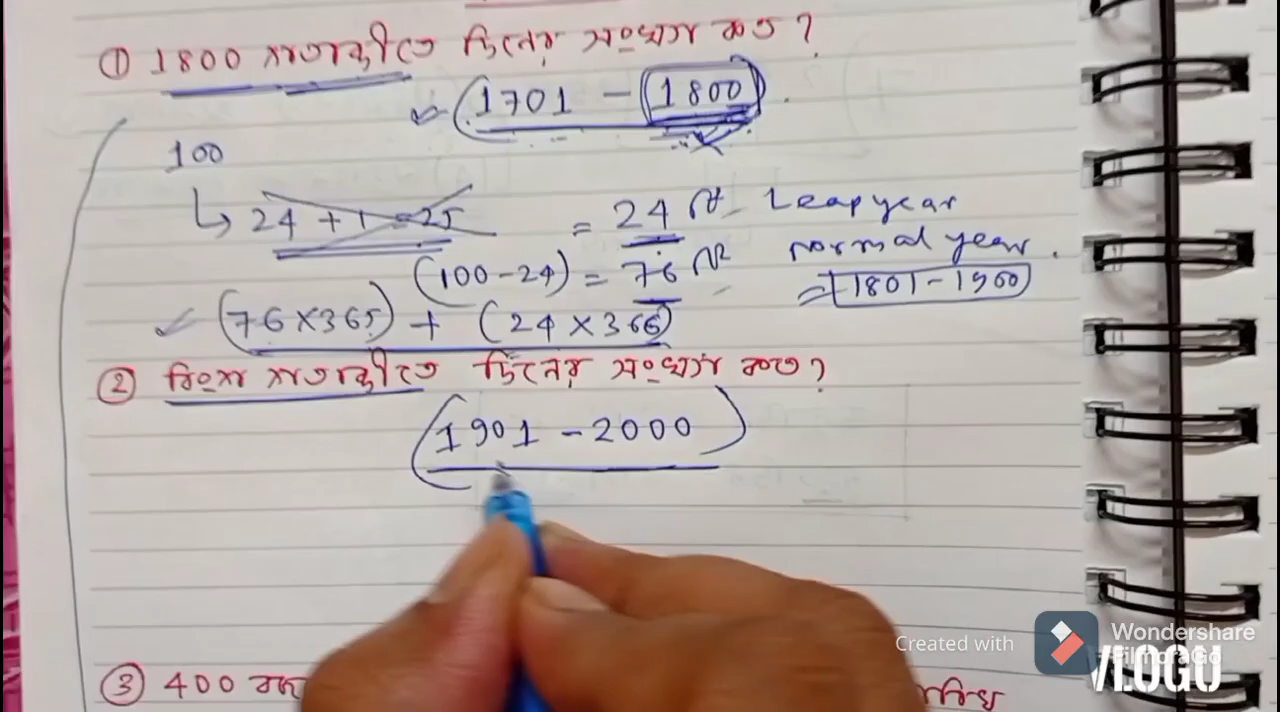 ① 1800 শতাব্দীতে দিনের সংখ্যা কত ?
(1701 - 1800) .
100
↳ 24 + 1 = 25 = 24 টি Leap year
(100-24) = 76 টি normal year .
= 1801 - 1900
(76×365) + (24×366)
② বিংশ শতাব্দীতে দিনের সংখ্যা কত ?
(1901 - 2000)
③ 400
Created with Wondershare
VLOGU